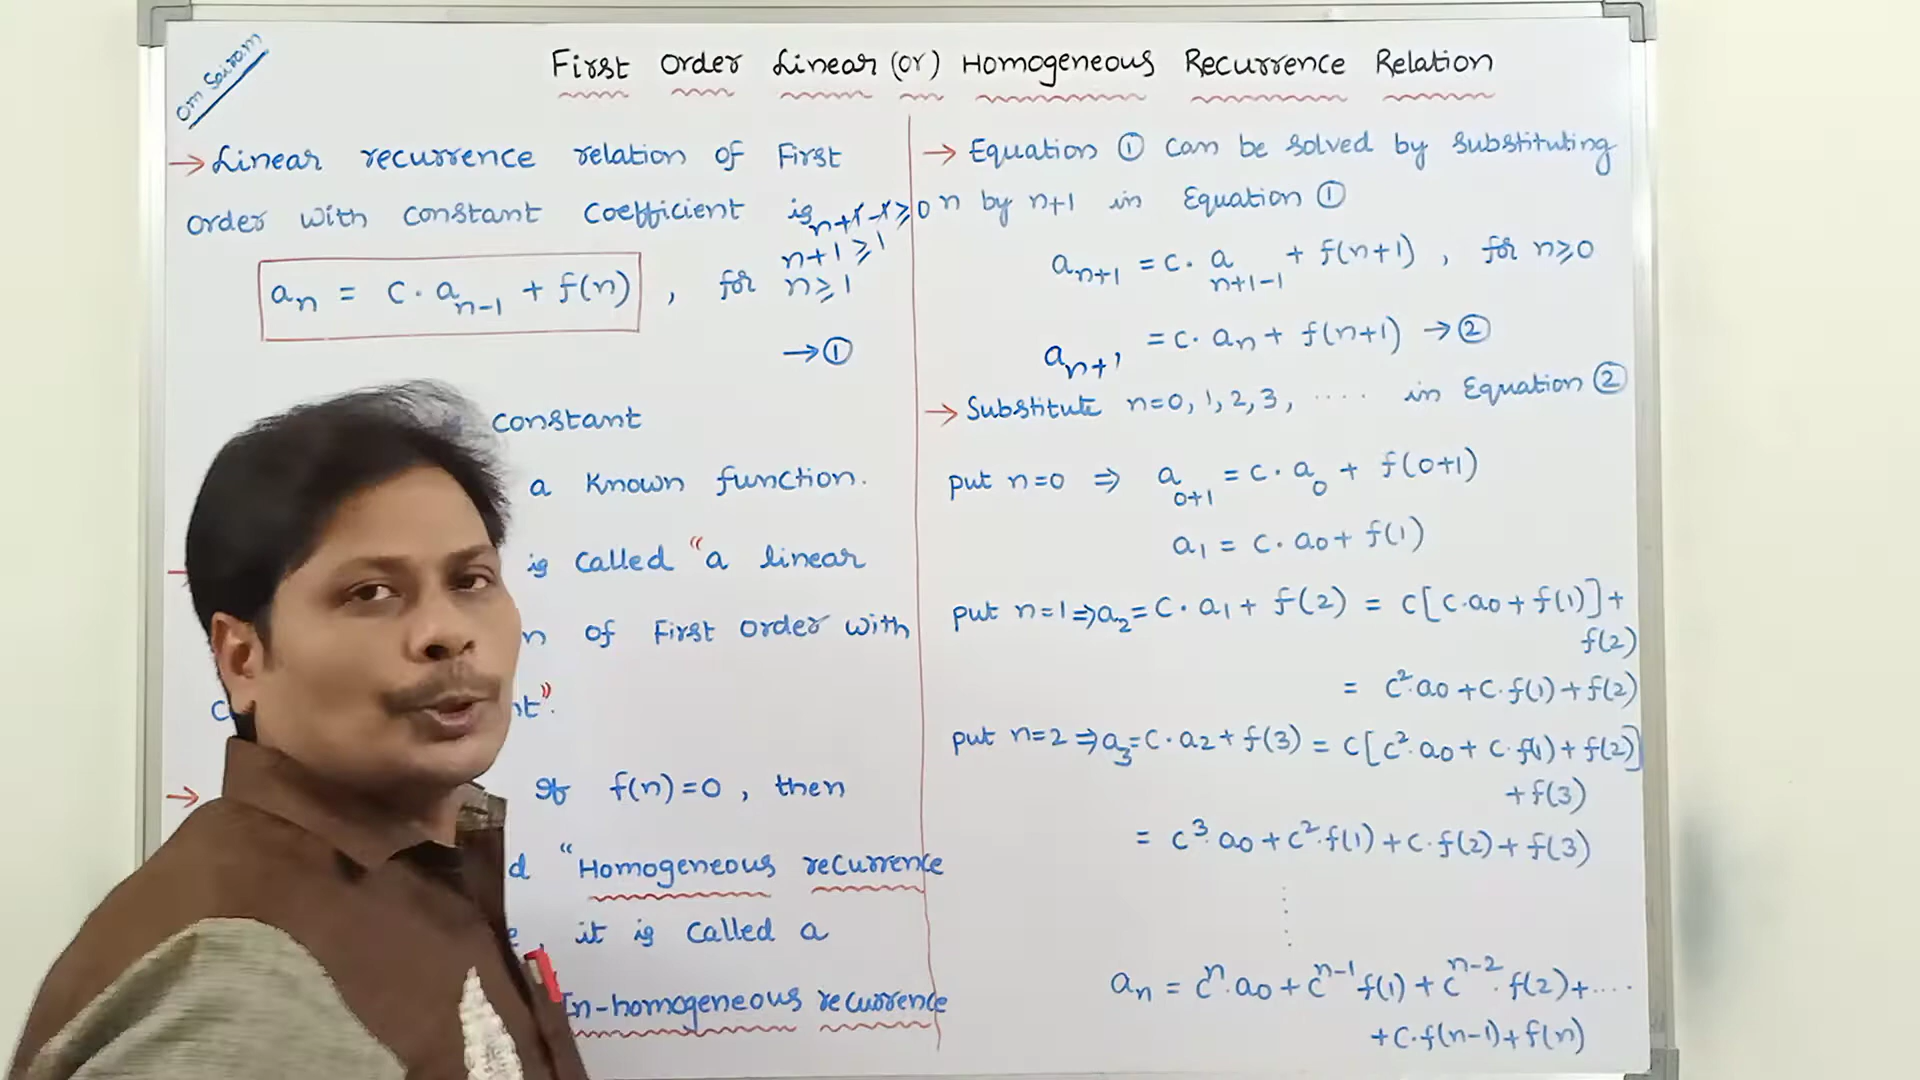 Om Sairam
First Order Linear (or) Homogeneous Recurrence Relation
→ Linear recurrence relation of First
Order with constant Coefficient is
n+1-1≥0
n+1≥1
aₙ = C·aₙ₋₁ + f(n) , for n≥1
→①
constant
a Known function.
is called "a linear
n of First Order with
nt".
→ If f(n)=0 , then
d "Homogeneous recurrence
e, it is called a
In-homogeneous recurrence
→ Equation ① can be solved by substituting
n by n+1 in Equation ①
aₙ₊₁ = C·aₙ₊₁₋₁ + f(n+1) , for n≥0
aₙ₊₁ = C·aₙ + f(n+1) →②
→ Substitute n=0, 1, 2, 3, ····· in Equation ②
put n=0 ⇒ a₀₊₁ = C·a₀ + f(0+1)
a₁ = C·a₀ + f(1)
put n=1 ⇒ a₂ = C·a₁ + f(2) = C[C·a₀ + f(1)] +
f(2)
= C²·a₀ + C·f(1) + f(2)
put n=2 ⇒ a₃ = C·a₂ + f(3) = C[C²·a₀ + C·f(1) + f(2)]
+ f(3)
= C³·a₀ + C²·f(1) + C·f(2) + f(3)
aₙ = Cⁿ·a₀ + Cⁿ⁻¹f(1) + Cⁿ⁻²·f(2) + ····
+ C·f(n-1) + f(n)